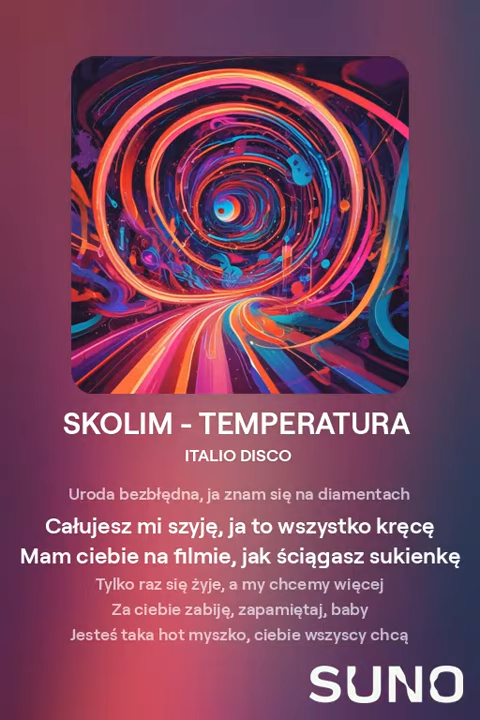 SKOLIM - TEMPERATURA
ITALIO DISCO
Uroda bezbłędna, ja znam się na diamentach
Całujesz mi szyję, ja to wszystko kręcę
Mam ciebie na filmie, jak ściągasz sukienkę
Tylko raz się żyje, a my chcemy więcej
Za ciebie zabiję, zapamiętaj, baby
Jesteś taka hot myszko, ciebie wszyscy chcą
SUNO